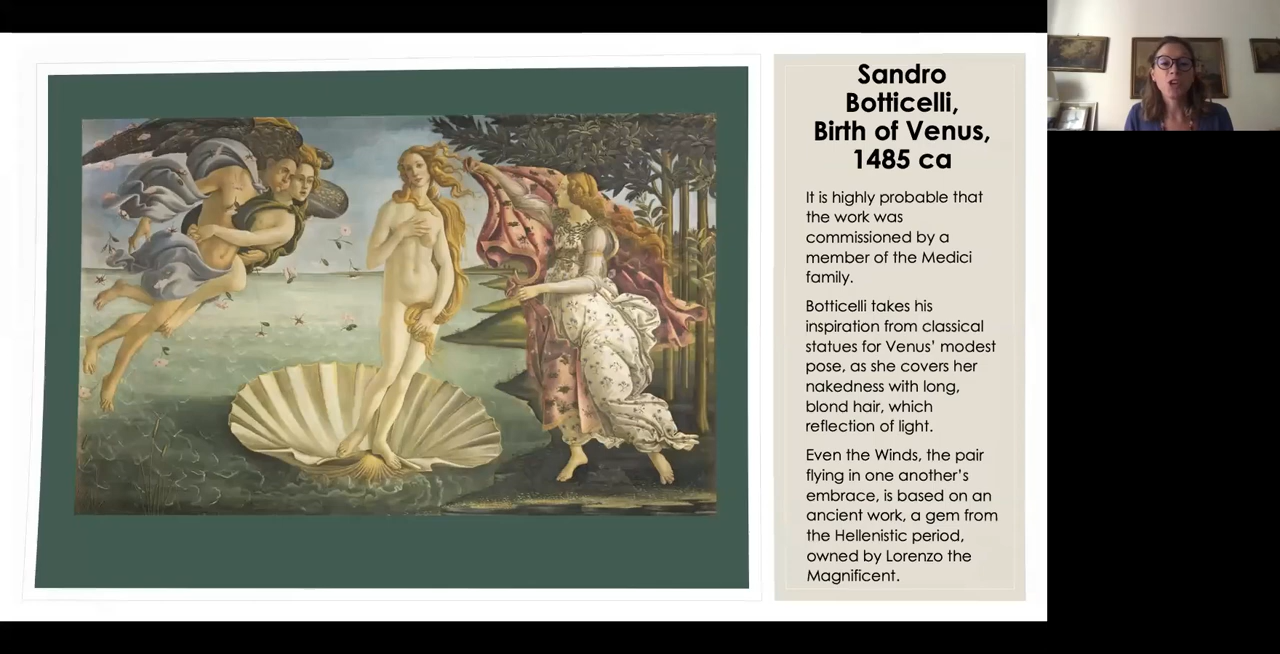 Sandro
Botticelli,
Birth of Venus,
1485 ca
It is highly probable that
the work was
commissioned by a
member of the Medici
family.
Botticelli takes his
inspiration from classical
statues for Venus' modest
pose, as she covers her
nakedness with long,
blond hair, which
reflection of light.
Even the Winds, the pair
flying in one another's
embrace, is based on an
ancient work, a gem from
the Hellenistic period,
owned by Lorenzo the
Magnificent.